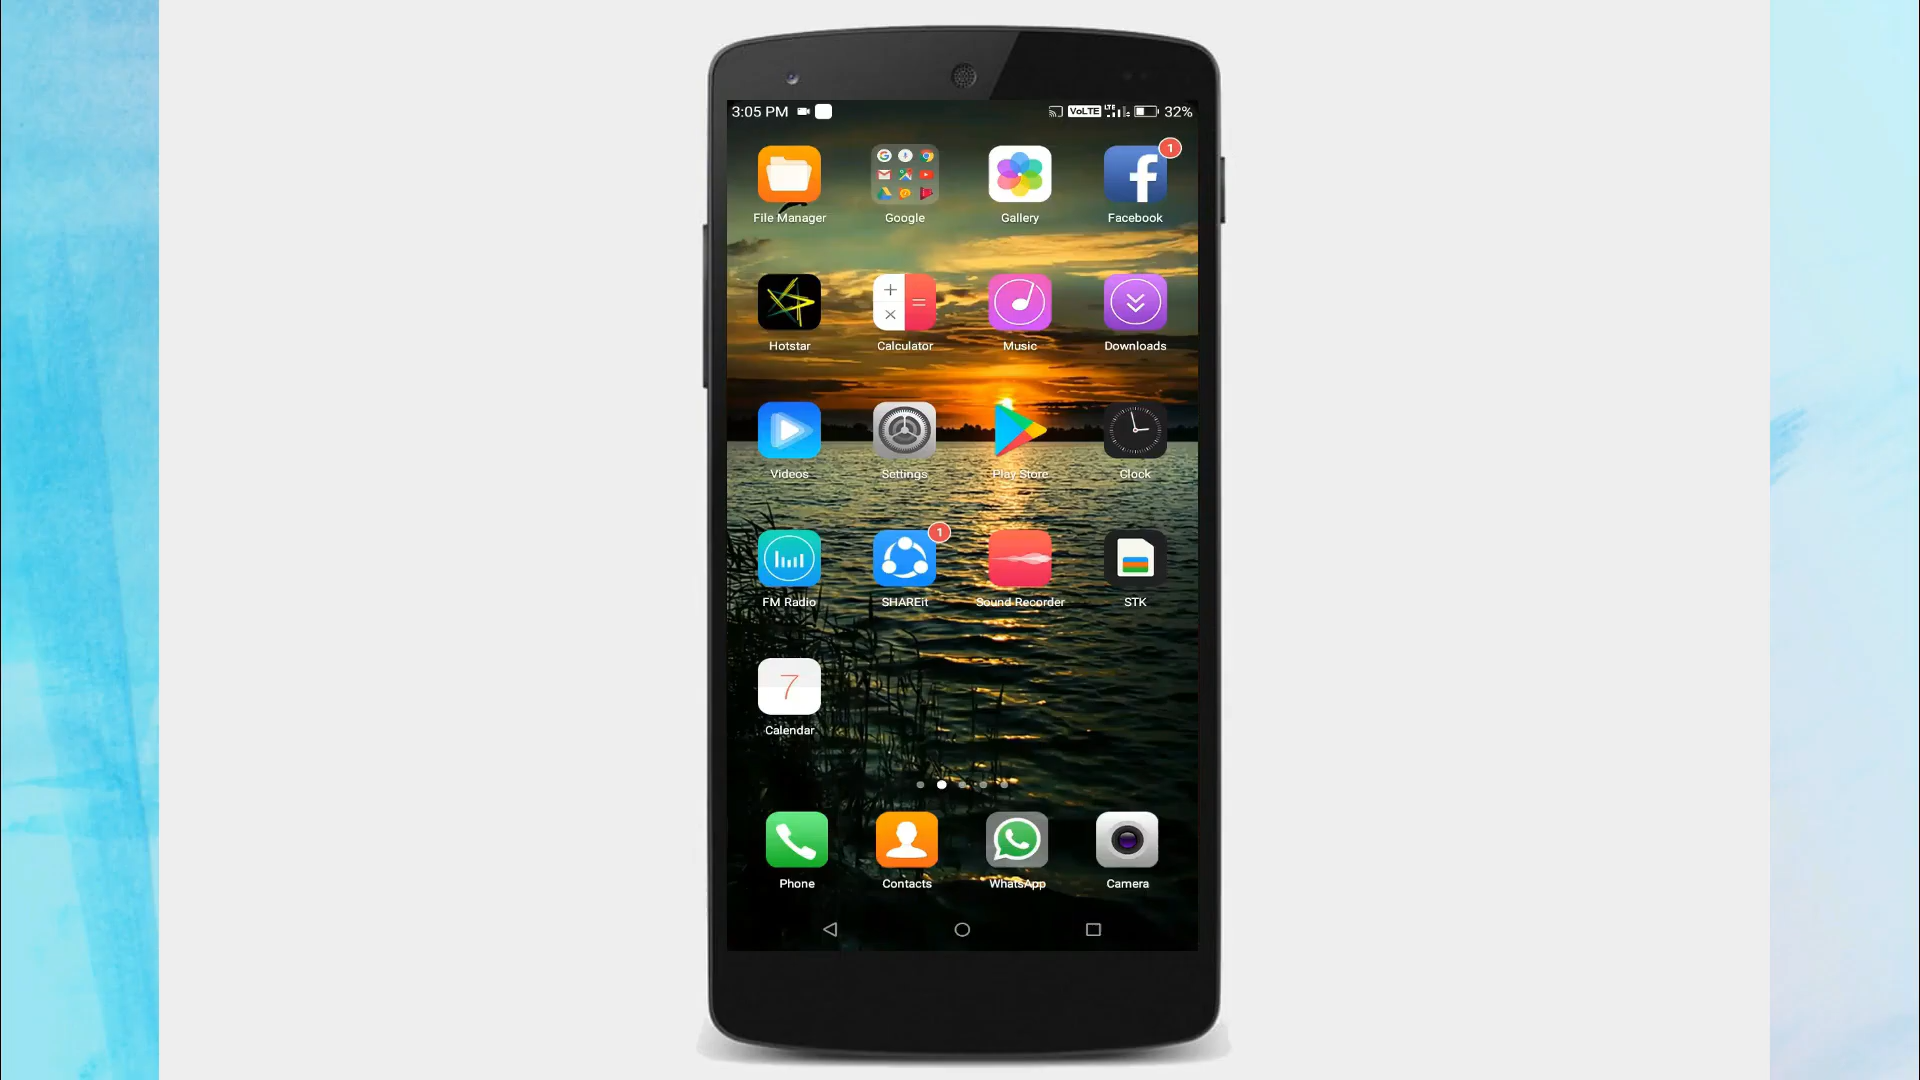 3:05 PM VoLTE LTE 32%
1
File Manager Google Gallery Facebook
Hotstar Calculator Music Downloads
Videos Settings Play Store Clock
1
FM Radio SHAREit Sound Recorder STK
7
Calendar
Phone Contacts WhatsApp Camera